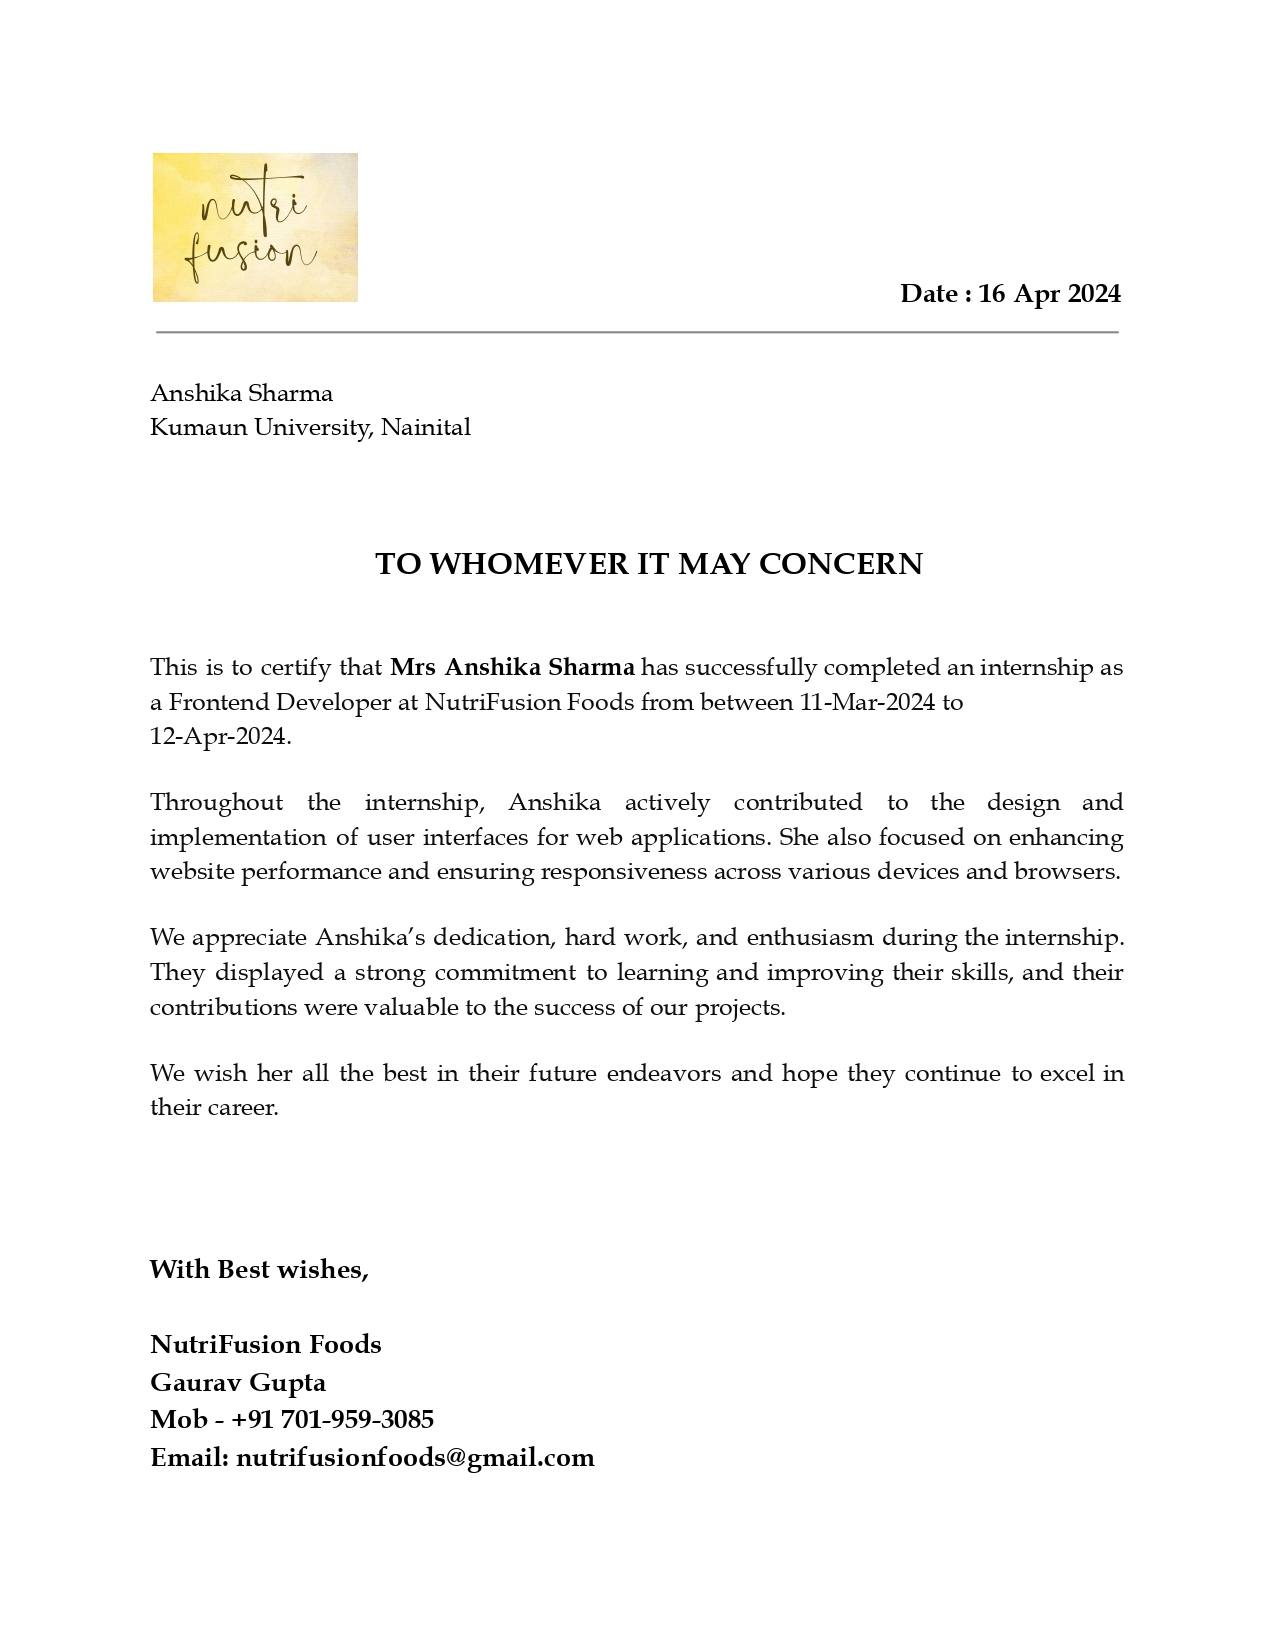 nutri
fusion
Date : 16 Apr 2024
Anshika Sharma
Kumaun University, Nainital
TO WHOMEVER IT MAY CONCERN
This is to certify that Mrs Anshika Sharma has successfully completed an internship as
a Frontend Developer at NutriFusion Foods from between 11-Mar-2024 to
12-Apr-2024.
Throughout the internship, Anshika actively contributed to the design and
implementation of user interfaces for web applications. She also focused on enhancing
website performance and ensuring responsiveness across various devices and browsers.
We appreciate Anshika’s dedication, hard work, and enthusiasm during the internship.
They displayed a strong commitment to learning and improving their skills, and their
contributions were valuable to the success of our projects.
We wish her all the best in their future endeavors and hope they continue to excel in
their career.
With Best wishes,
NutriFusion Foods
Gaurav Gupta
Mob - +91 701-959-3085
Email: nutrifusionfoods@gmail.com